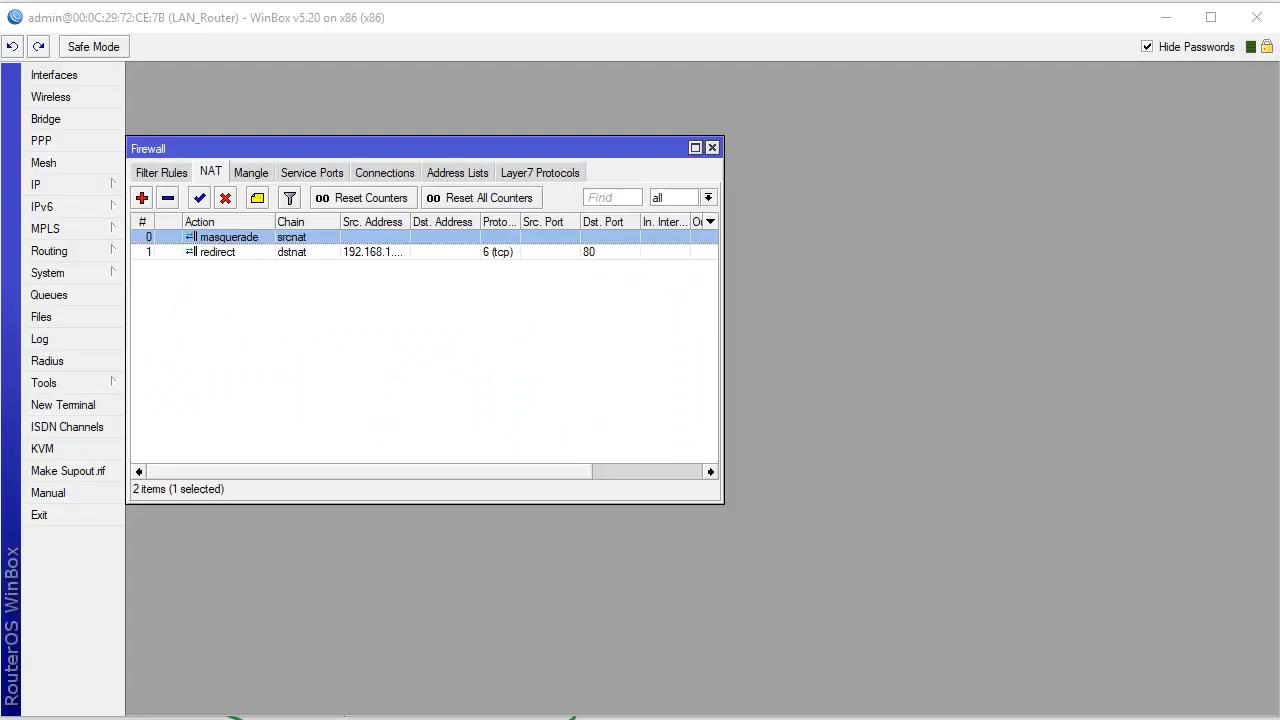 admin@00:0C:29:72:CE:7B (LAN_Router) - WinBox v5.20 on x86 (x86)
Safe Mode
Hide Passwords
Interfaces
Wireless
Bridge
PPP
Mesh
IP
IPv6
MPLS
Routing
System
Queues
Files
Log
Radius
Tools
New Terminal
ISDN Channels
KVM
Make Supout.rif
Manual
Exit
RouterOS WinBox
Firewall
Filter Rules NAT Mangle Service Ports Connections Address Lists Layer7 Protocols
00 Reset Counters 00 Reset All Counters Find all
# Action Chain Src. Address Dst. Address Proto... Src. Port Dst. Port In. Inter...
0 masquerade srcnat
1 redirect dstnat 192.168.1.... 6 (tcp) 80
2 items (1 selected)